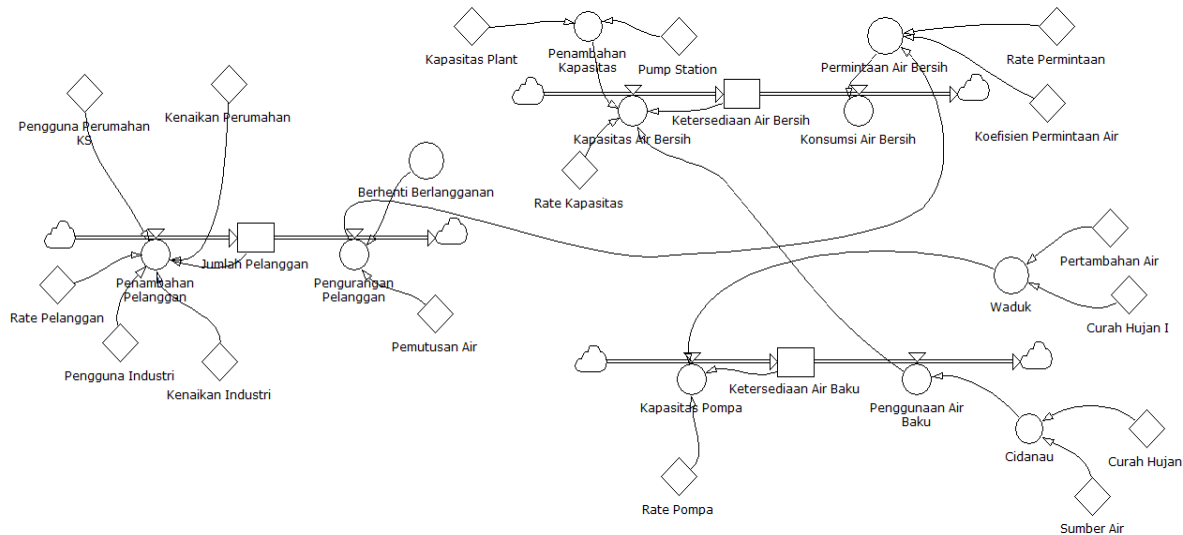 Kapasitas Plant
Penambahan
Kapasitas
Pump Station
Permintaan Air Bersih
Rate Permintaan
Koefisien Permintaan Air
Kapasitas Air Bersih
Ketersediaan Air Bersih
Konsumsi Air Bersih
Rate Kapasitas
Pengguna Perumahan
KS
Kenaikan Perumahan
Berhenti Berlangganan
Jumlah Pelanggan
Penambahan
Pelanggan
Pengurangan
Pelanggan
Rate Pelanggan
Pengguna Industri
Kenaikan Industri
Pemutusan Air
Pertambahan Air
Waduk
Curah Hujan I
Kapasitas Pompa
Ketersediaan Air Baku
Penggunaan Air
Baku
Rate Pompa
Cidanau
Curah Hujan
Sumber Air